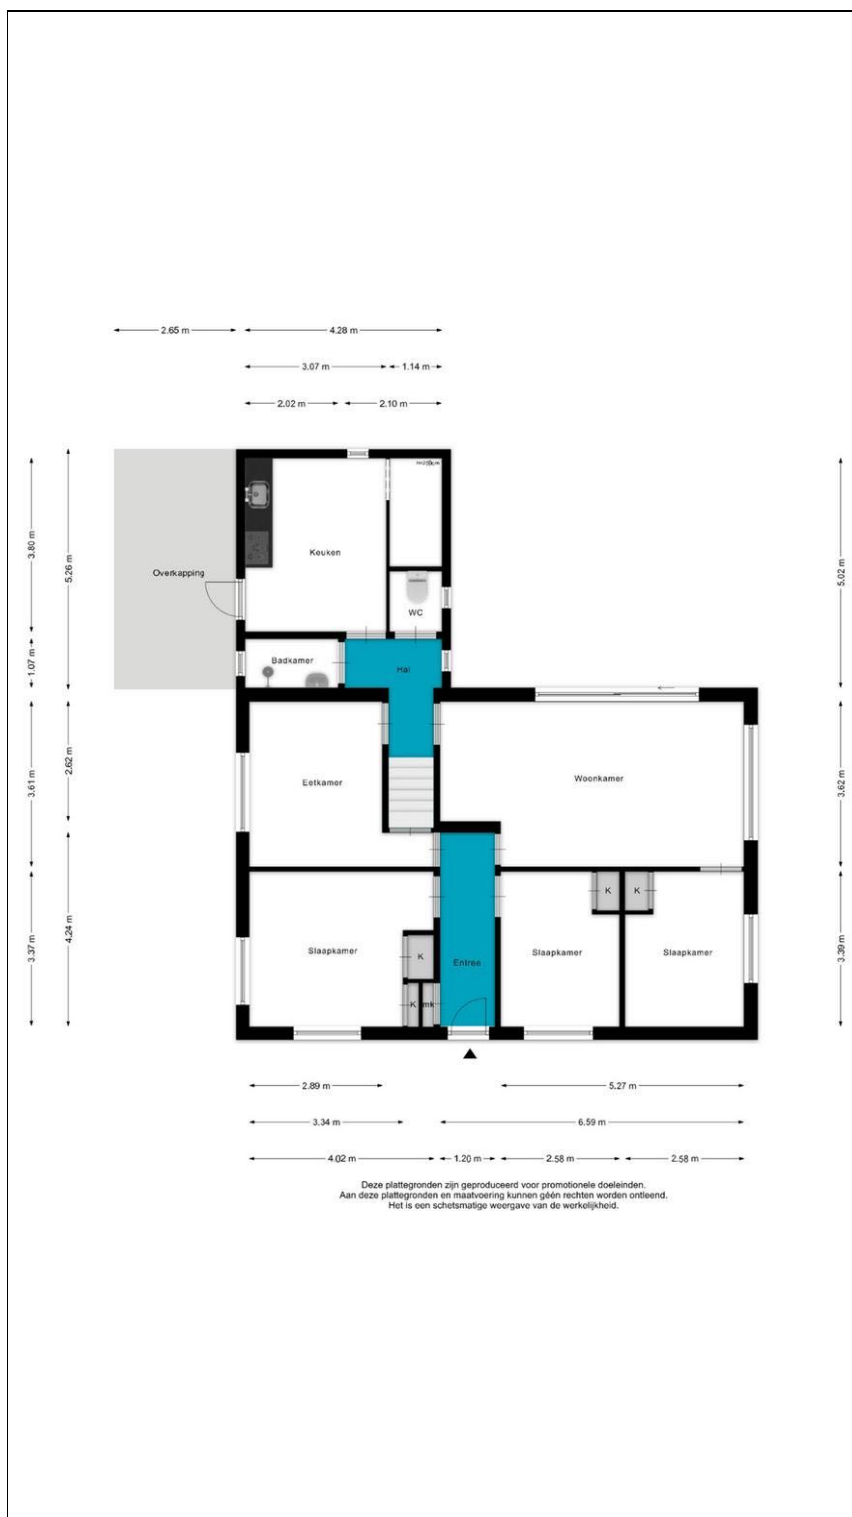 2.65 m
4.28 m
3.07 m
1.14 m
2.02 m
2.10 m
3.80 m
5.26 m
5.02 m
Keuken
Overkapping
WC
1.07 m
Badkamer
Hal
3.61 m
2.62 m
3.62 m
Eetkamer
Woonkamer
3.37 m
4.24 m
3.39 m
Slaapkamer
K
K
mk
Entree
Slaapkamer
K
K
Slaapkamer
2.89 m
5.27 m
3.34 m
6.59 m
4.02 m
1.20 m
2.58 m
2.58 m
Deze plattegronden zijn geproduceerd voor promotionele doeleinden.
Aan deze plattegronden en maatvoering kunnen géén rechten worden ontleend.
Het is een schetsmatige weergave van de werkelijkheid.